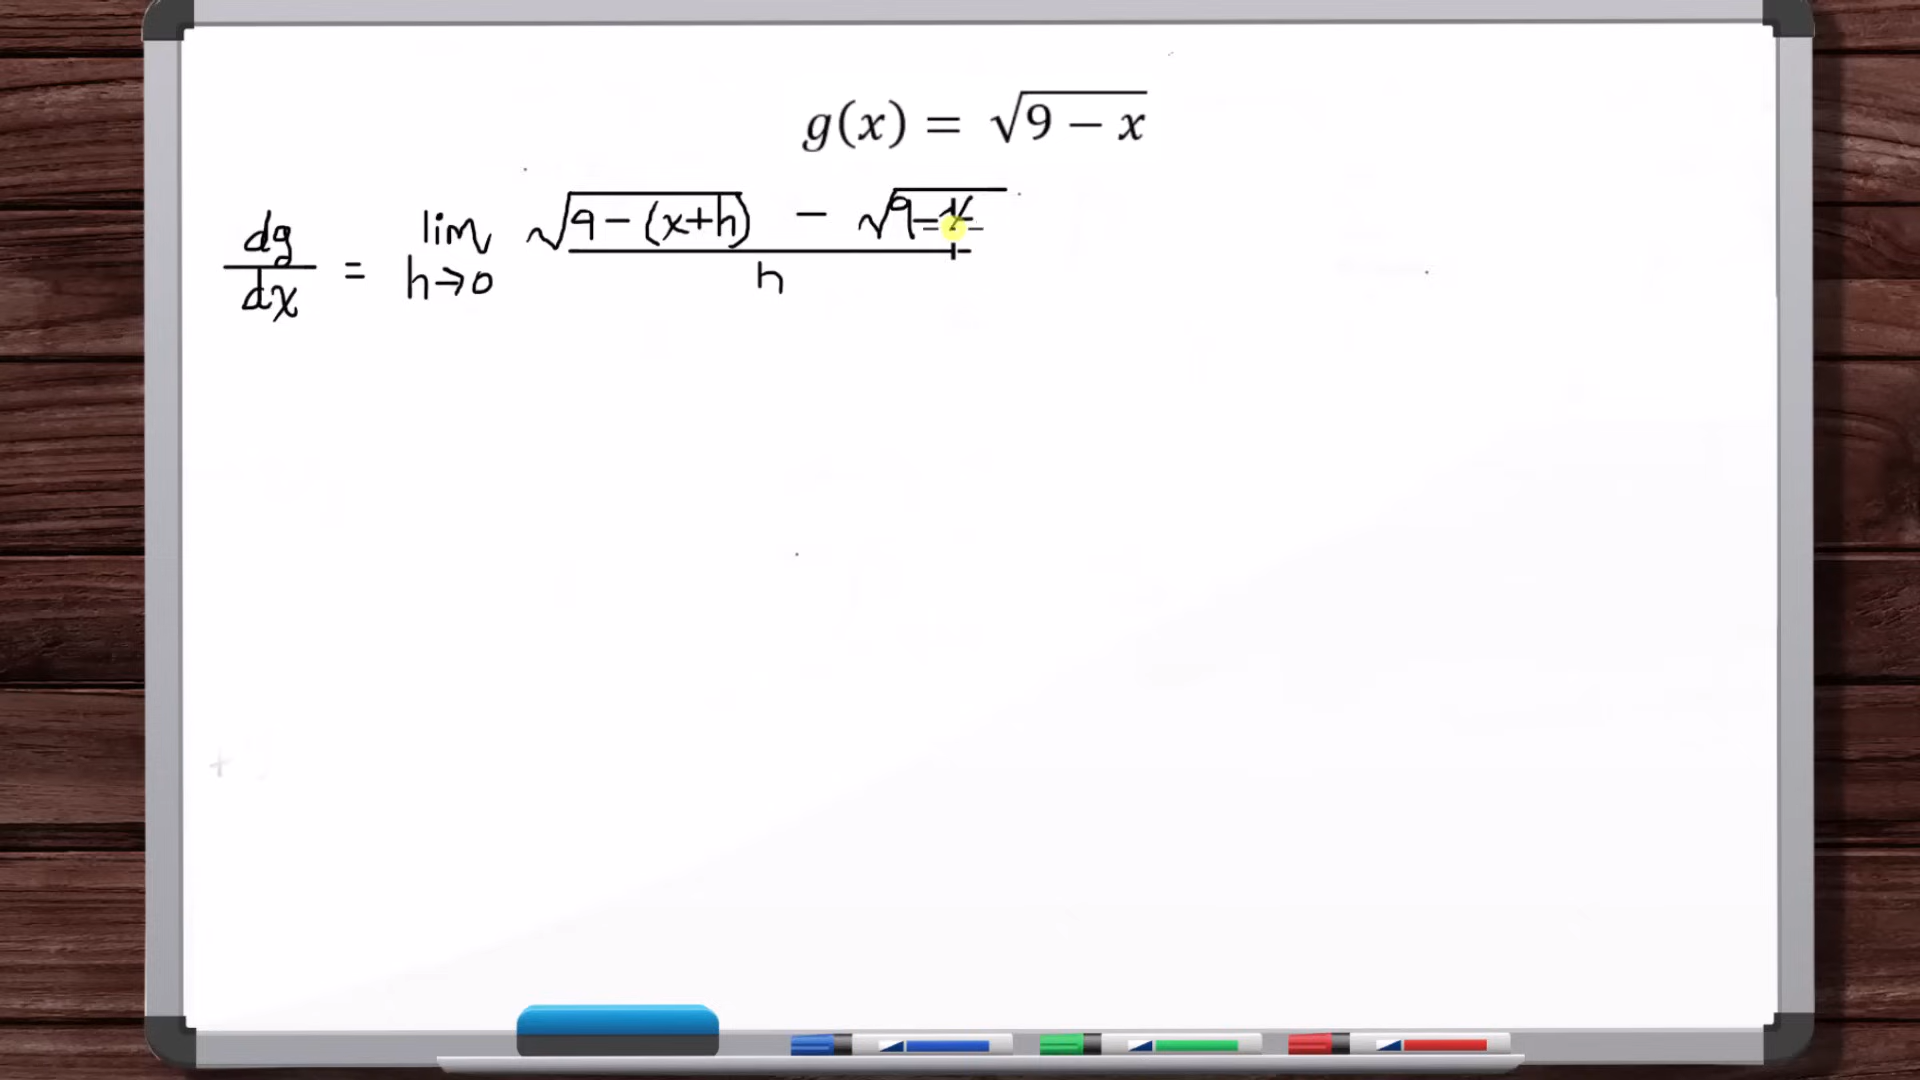 g(x) = √9 − x
dg/dx = lim h→0 (√9−(x+h) − √9−x)/h